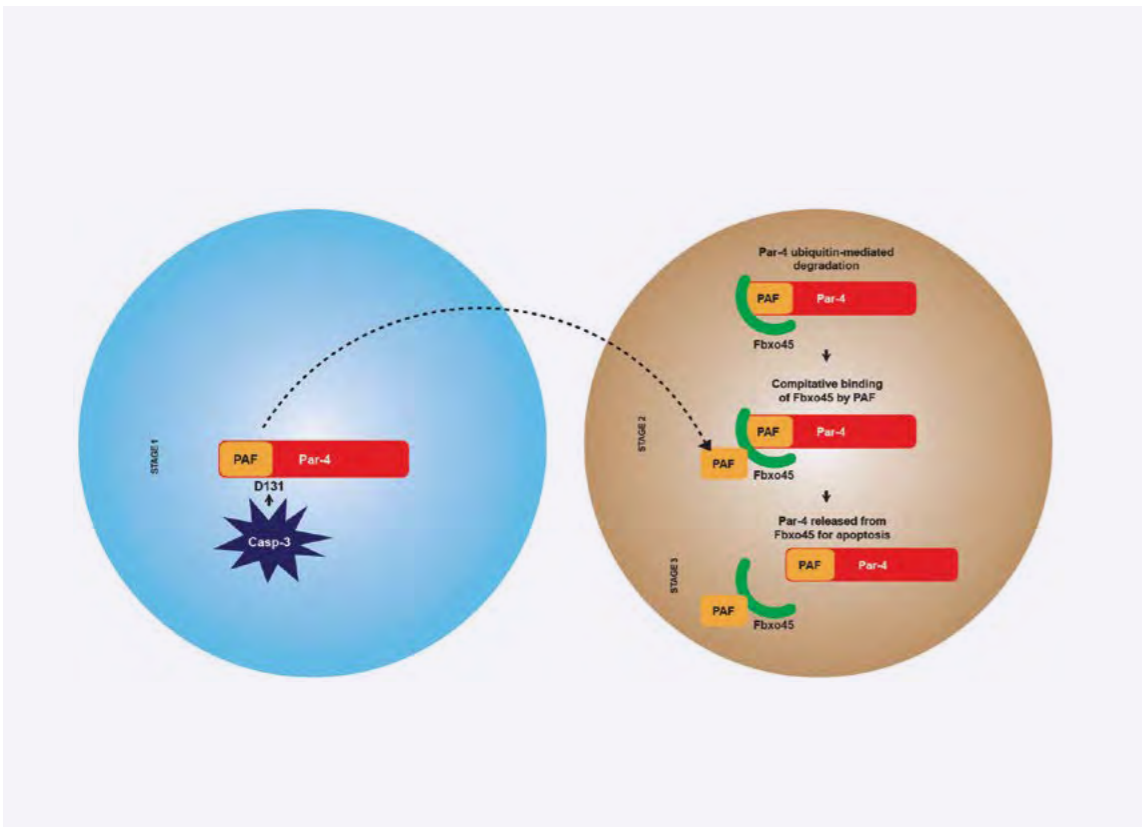 STAGE 1
PAF
Par-4
D131
Casp-3
Par-4 ubiquitin-mediated
degradation
PAF
Par-4
Fbxo45
STAGE 2
Compitative binding
of Fbxo45 by PAF
PAF
Par-4
PAF
Fbxo45
STAGE 3
Par-4 released from
Fbxo45 for apoptosis
PAF
Par-4
PAF
Fbxo45